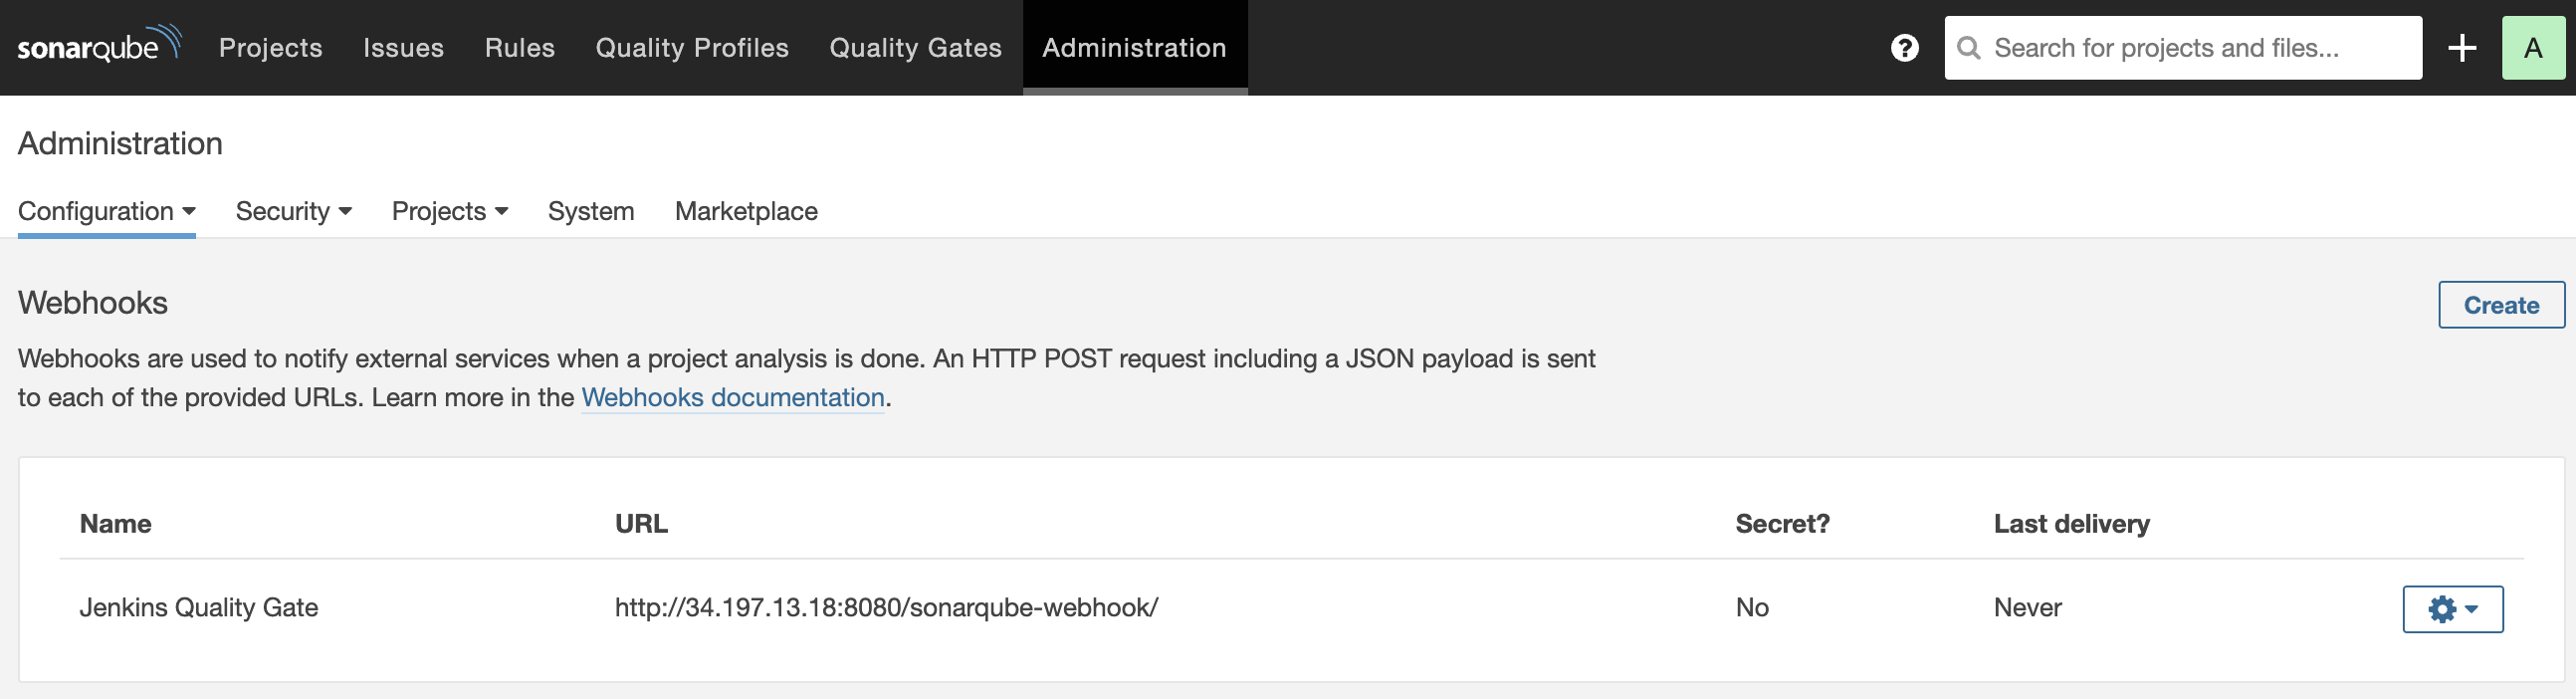 sonarqube Projects Issues Rules Quality Profiles Quality Gates Administration ? Search for projects and files... + A
Administration
Configuration Security Projects System Marketplace
Webhooks
Create
Webhooks are used to notify external services when a project analysis is done. An HTTP POST request including a JSON payload is sent
to each of the provided URLs. Learn more in the Webhooks documentation.
Name URL Secret? Last delivery
Jenkins Quality Gate http://34.197.13.18:8080/sonarqube-webhook/ No Never